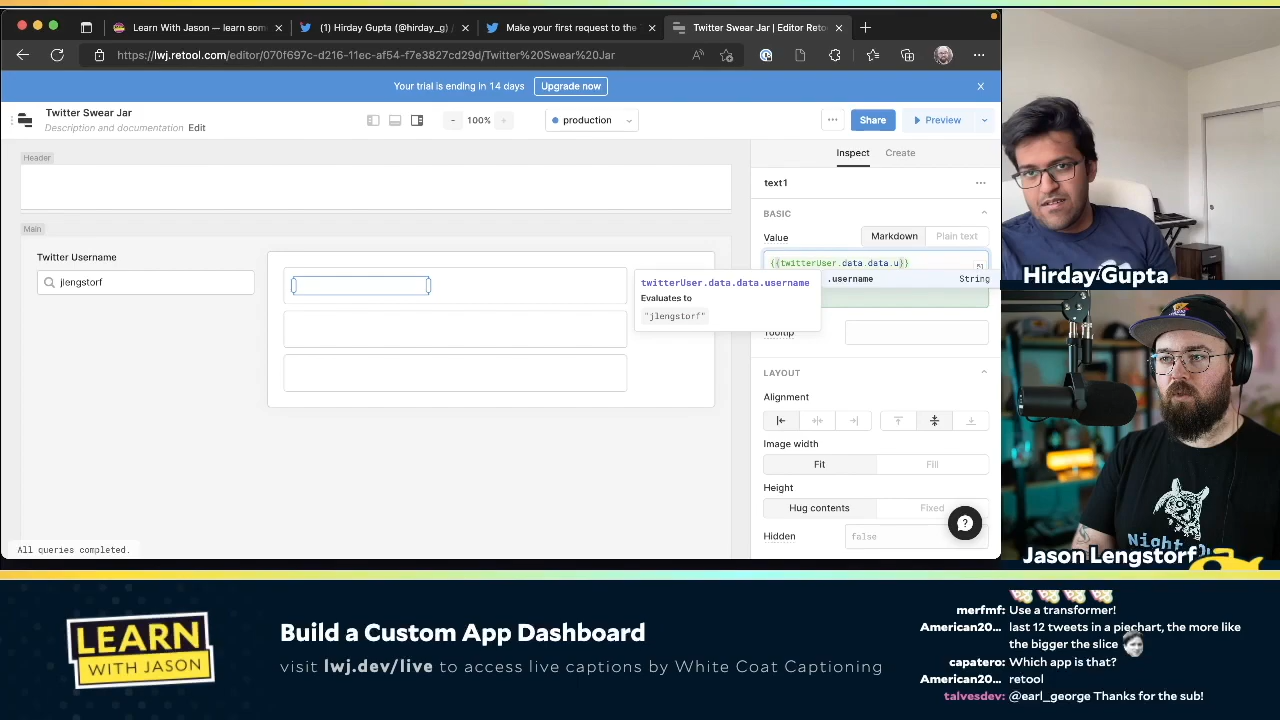 Learn With Jason — learn som
(1) Hirday Gupta (@hirday_g) /
Make your first request to the
Twitter Swear Jar | Editor Reto
https://lwj.retool.com/editor/070f697c-d216-11ec-af54-f7e3827cd29d/Twitter%20Swear%20Jar
Your trial is ending in 14 days
Upgrade now
Twitter Swear Jar
Description and documentation Edit
- 100% +
production
Share
Preview
Header
Main
Twitter Username
jlengstorf
Inspect
Create
text1
BASIC
Value
Markdown
Plain text
{{twitterUser.data.data.u}}
.username String
twitterUser.data.data.username
Evaluates to
"jlengstorf"
Tooltip
LAYOUT
Alignment
Image width
Fit
Fill
Height
Hug contents
Fixed
Hidden
false
All queries completed.
Hirday Gupta
Night
Jason Lengstorf
LEARN
WITH JASON
Build a Custom App Dashboard
visit lwj.dev/live to access live captions by White Coat Captioning
merfmf: Use a transformer!
American20... last 12 tweets in a piechart, the more like
the bigger the slice
capatero: Which app is that?
American20... retool
talvesdev: @earl_george Thanks for the sub!